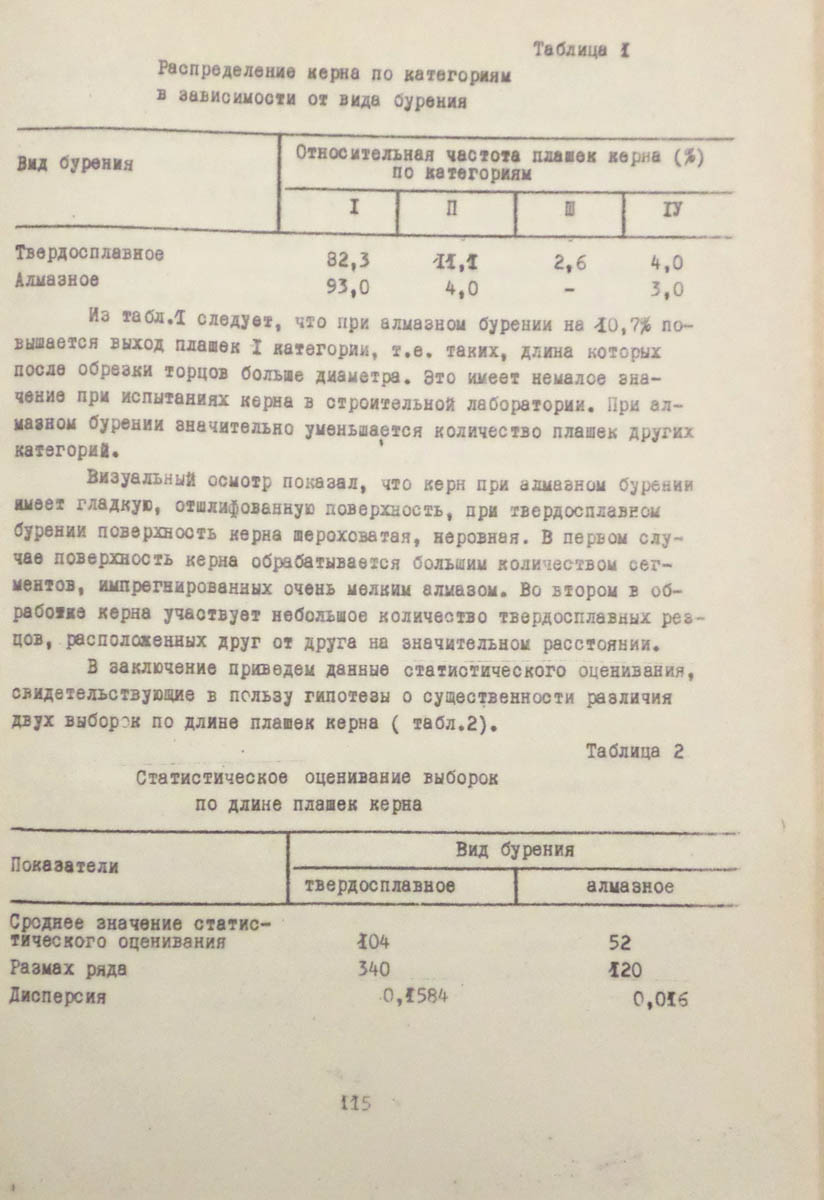 Таблица 1
Распределение керна по категориям
в зависимости от вида бурения
Вид бурения
Относительная частота плашек керна (%)
по категориям
I П Ш IУ
Твердосплавное 82,3 11,1 2,6 4,0
Алмазное 93,0 4,0 - 3,0
Из табл.1 следует, что при алмазном бурении на 10,7% по-
вышается выход плашек I категории, т.е. таких, длина которых
после обрезки торцов больше диаметра. Это имеет немалое зна-
чение при испытаниях керна в строительной лаборатории. При ал-
мазном бурении значительно уменьшается количество плашек других
категорий.
Визуальный осмотр показал, что керн при алмазном бурении
имеет гладкую, отшлифованную поверхность, при твердосплавном
бурении поверхность керна шероховатая, неровная. В первом слу-
чае поверхность керна обрабатывается большим количеством сег-
ментов, импрегнированных очень мелким алмазом. Во втором в об-
работке керна участвует небольшое количество твердосплавных рез-
цов, расположенных друг от друга на значительном расстоянии.
В заключение приведем данные статистического оценивания,
свидетельствующие в пользу гипотезы о существенности различия
двух выборок по длине плашек керна ( табл.2).
Таблица 2
Статистическое оценивание выборок
по длине плашек керна
Показатели
Вид бурения
твердосплавное алмазное
Сроднее значение статис-
тического оценивания 104 52
Размах ряда 340 120
Дисперсия 0,1584 0,016
115